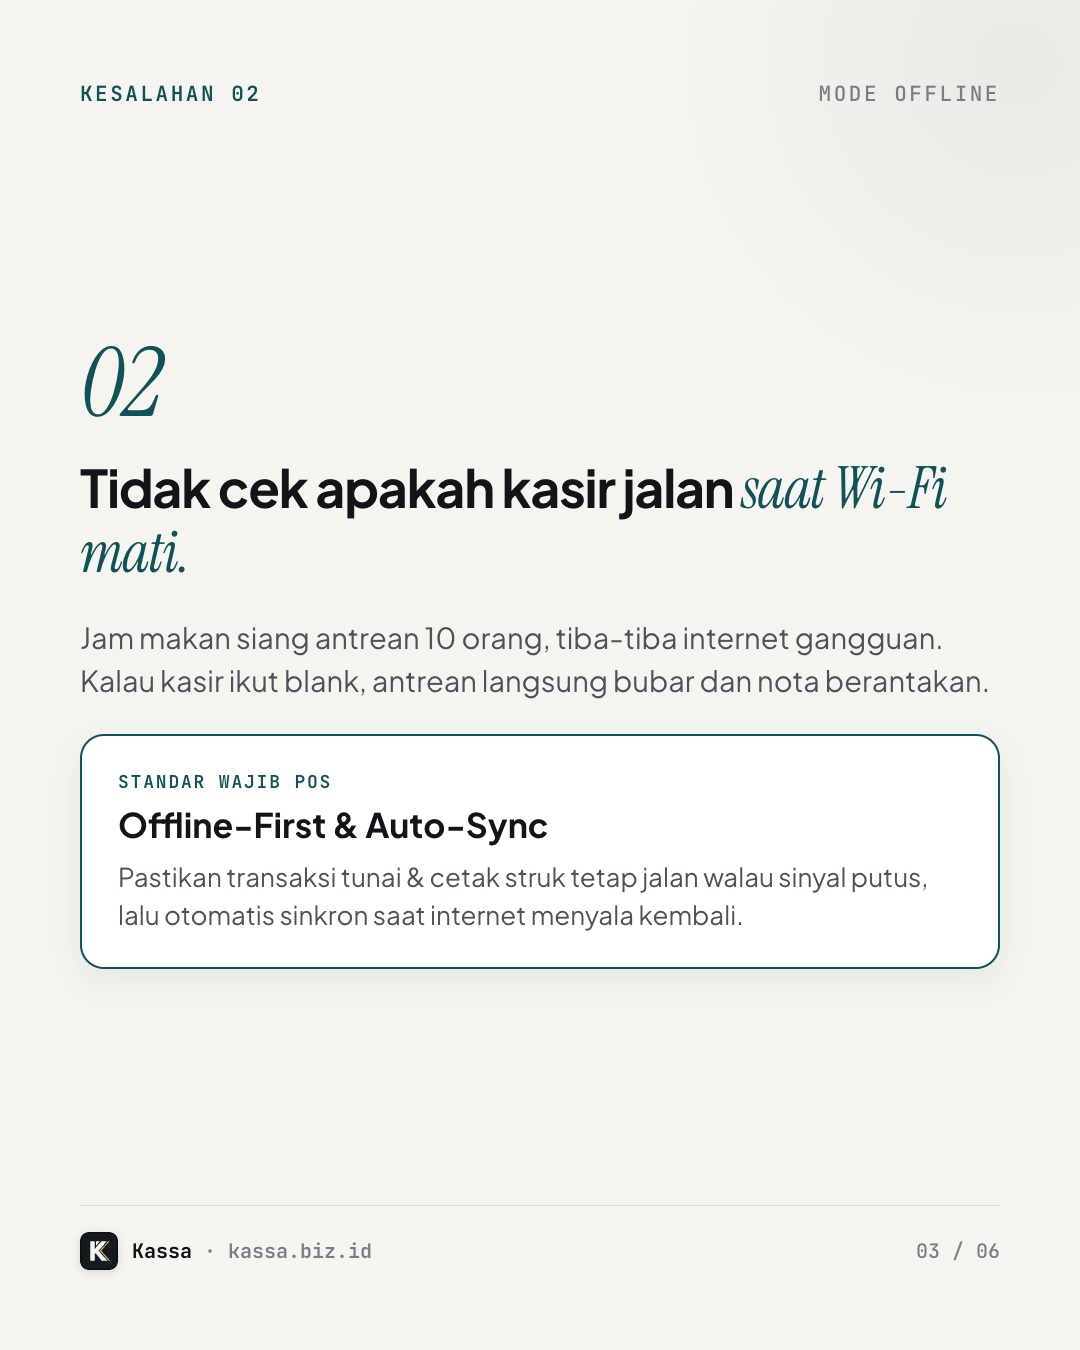 KESALAHAN 02
MODE OFFLINE
02
Tidak cek apakah kasir jalan saat Wi-Fi
mati.
Jam makan siang antrean 10 orang, tiba-tiba internet gangguan.
Kalau kasir ikut blank, antrean langsung bubar dan nota berantakan.
STANDAR WAJIB POS
Offline-First & Auto-Sync
Pastikan transaksi tunai & cetak struk tetap jalan walau sinyal putus,
lalu otomatis sinkron saat internet menyala kembali.
K Kassa · kassa.biz.id
03 / 06